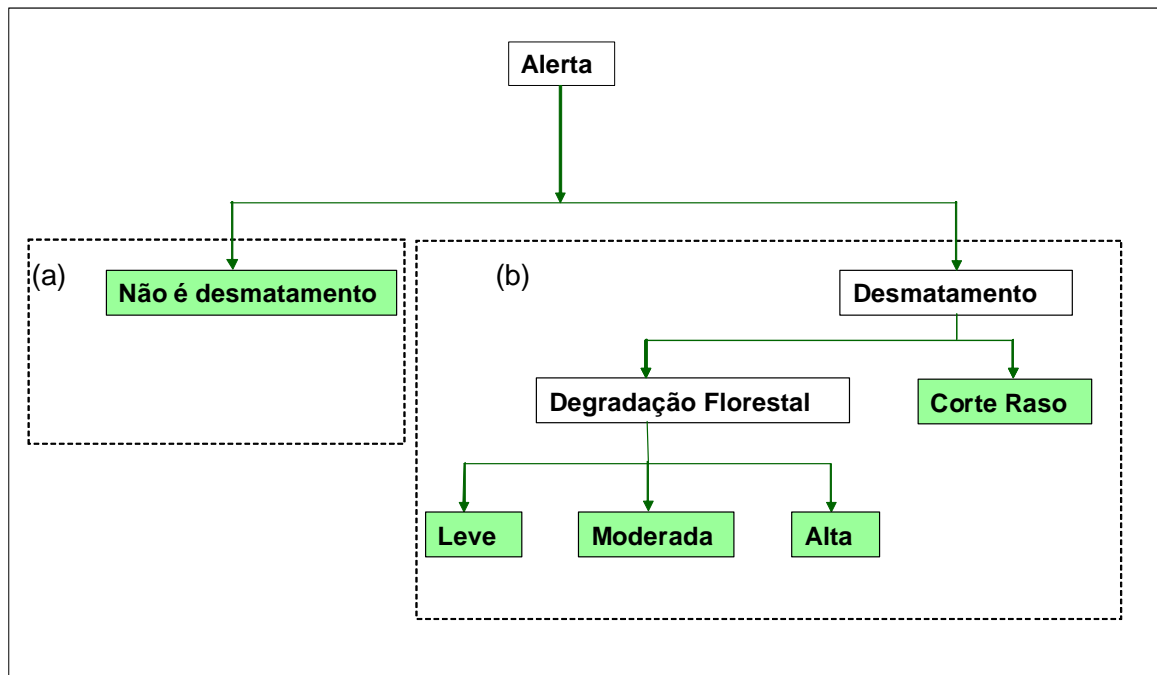 Alerta
(a)
Não é desmatamento
(b)
Desmatamento
Degradação Florestal
Corte Raso
Leve
Moderada
Alta